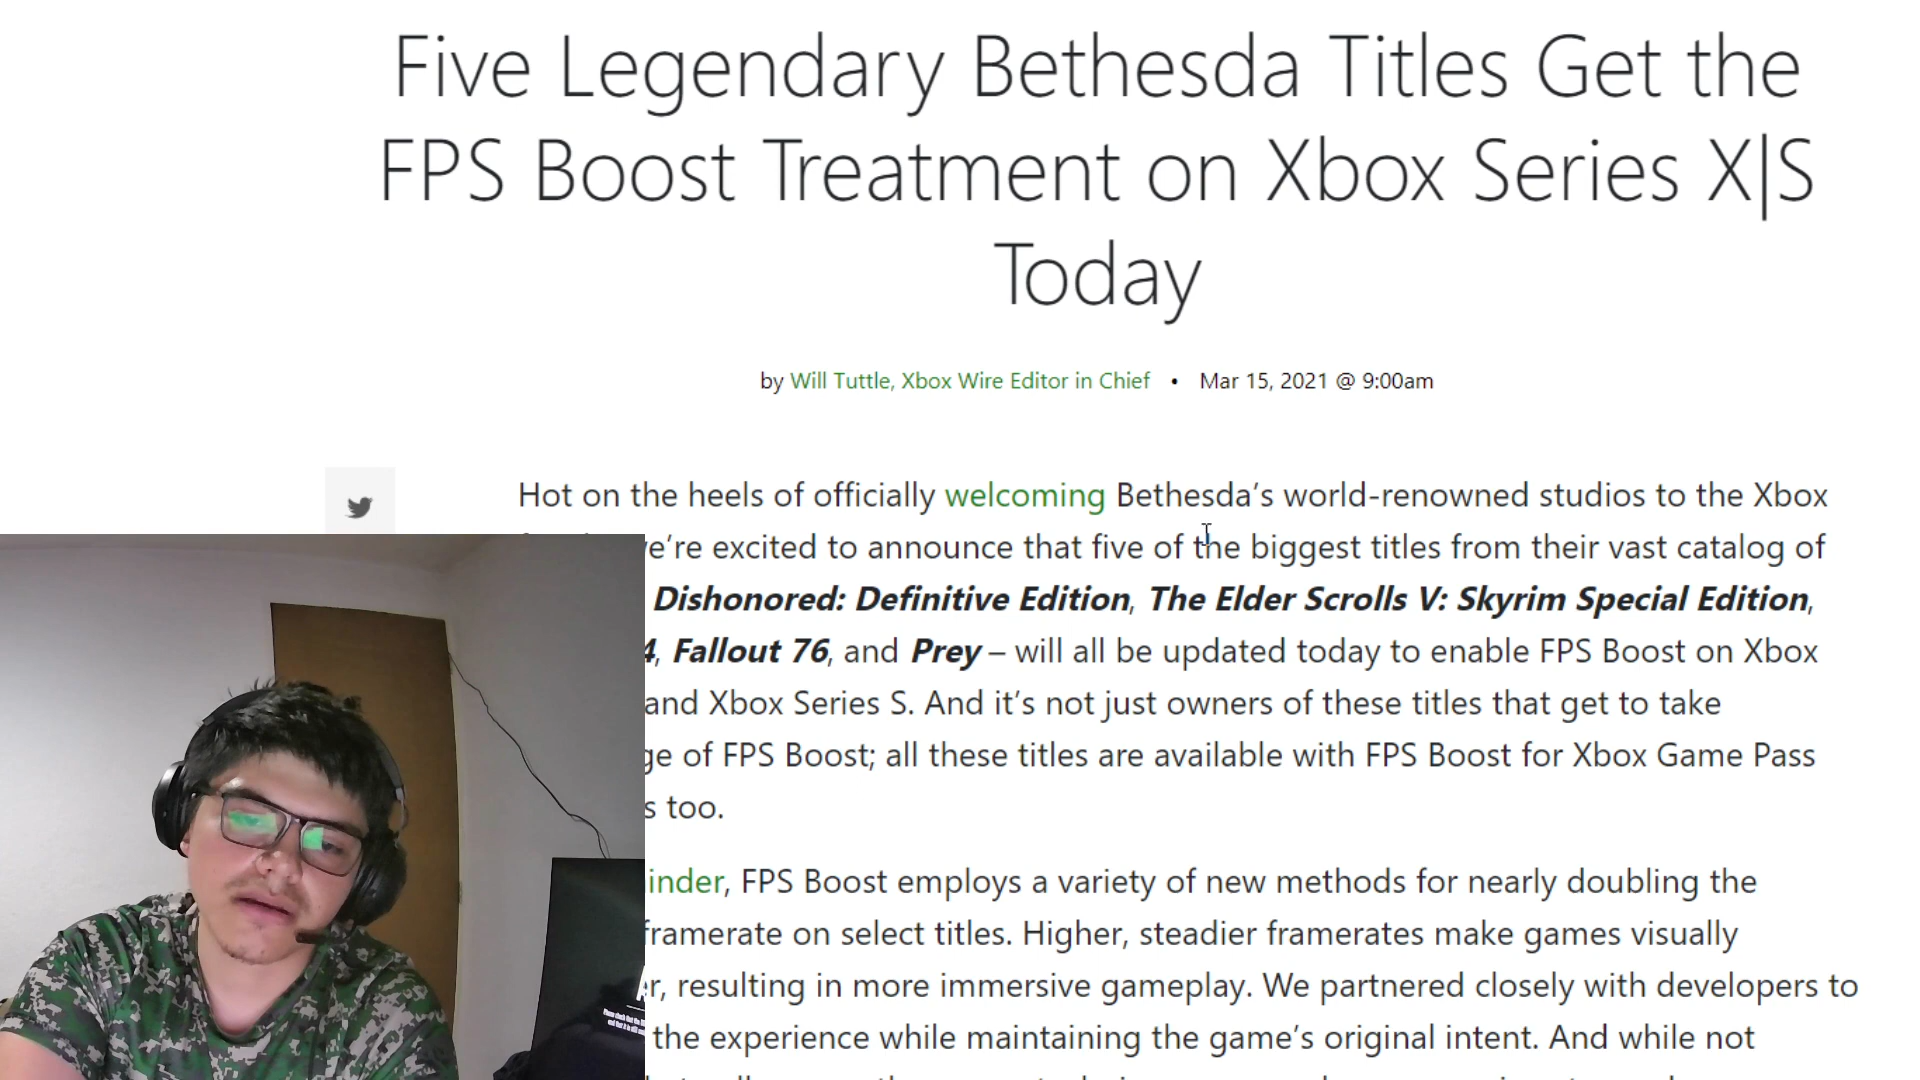 Five Legendary Bethesda Titles Get the
FPS Boost Treatment on Xbox Series X|S
Today
by Will Tuttle, Xbox Wire Editor in Chief • Mar 15, 2021 @ 9:00am
Hot on the heels of officially welcoming Bethesda’s world-renowned studios to the Xbox
e’re excited to announce that five of the biggest titles from their vast catalog of
Dishonored: Definitive Edition, The Elder Scrolls V: Skyrim Special Edition,
4, Fallout 76, and Prey – will all be updated today to enable FPS Boost on Xbox
and Xbox Series S. And it’s not just owners of these titles that get to take
ge of FPS Boost; all these titles are available with FPS Boost for Xbox Game Pass
s too.
inder, FPS Boost employs a variety of new methods for nearly doubling the
framerate on select titles. Higher, steadier framerates make games visually
r, resulting in more immersive gameplay. We partnered closely with developers to
the experience while maintaining the game’s original intent. And while not